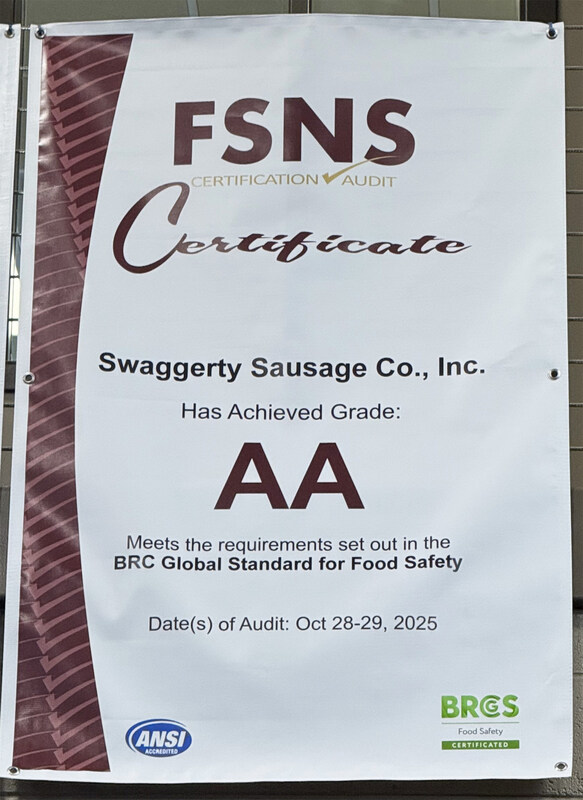 FSNS
CERTIFICATION AUDIT
Certificate
Swaggerty Sausage Co., Inc.
Has Achieved Grade:
AA
Meets the requirements set out in the
BRC Global Standard for Food Safety
Date(s) of Audit: Oct 28-29, 2025
BRCGS
Food Safety
CERTIFICATED
ANSI
ACCREDITED